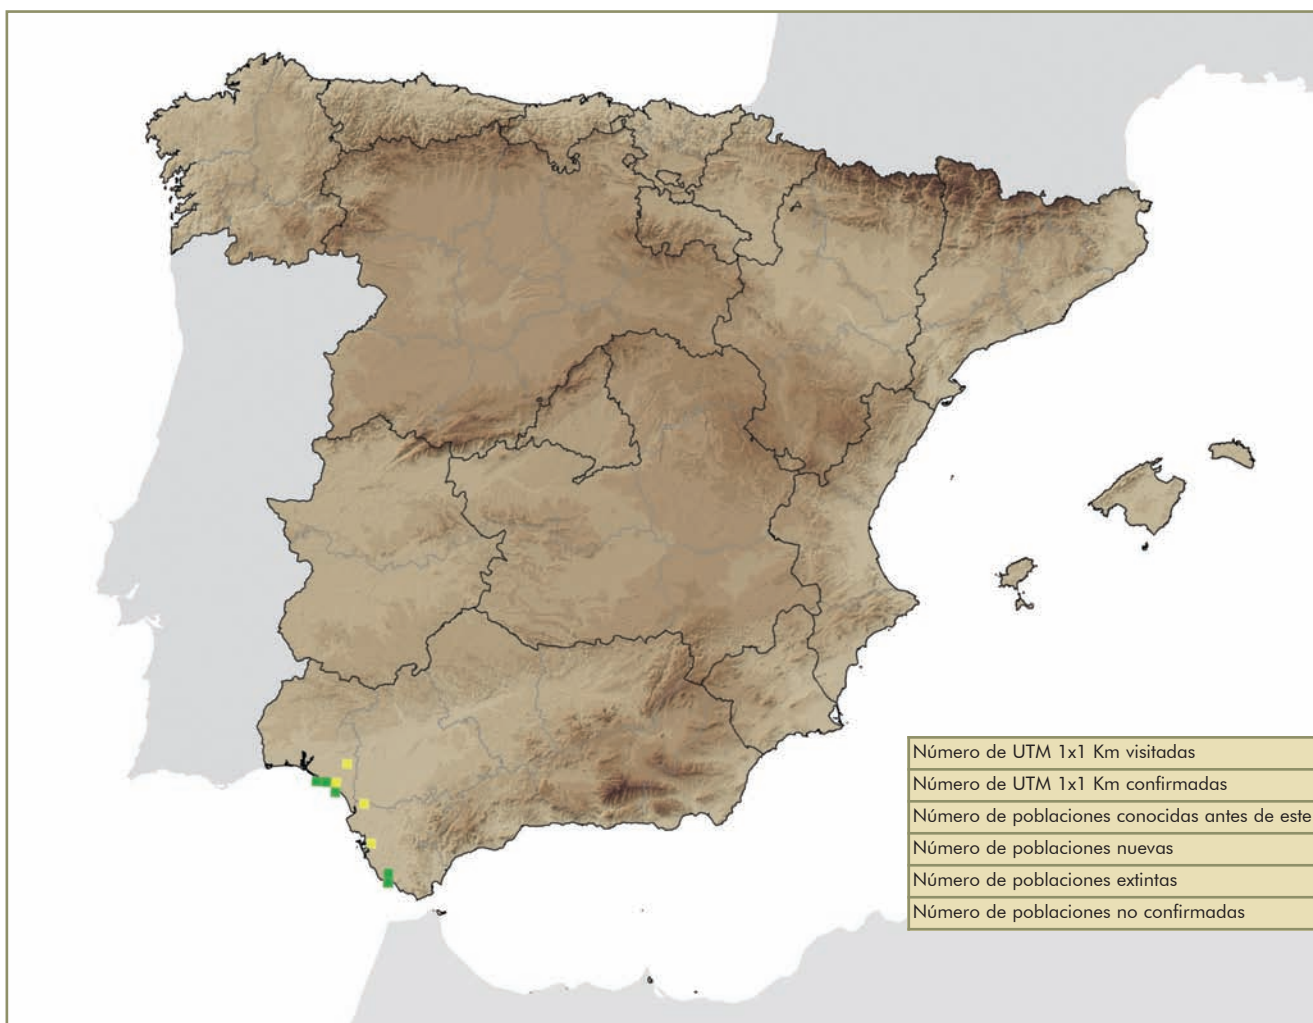 Número de UTM 1x1 Km visitadas
Número de UTM 1x1 Km confirmadas
Número de poblaciones conocidas antes de este
Número de poblaciones nuevas
Número de poblaciones extintas
Número de poblaciones no confirmadas